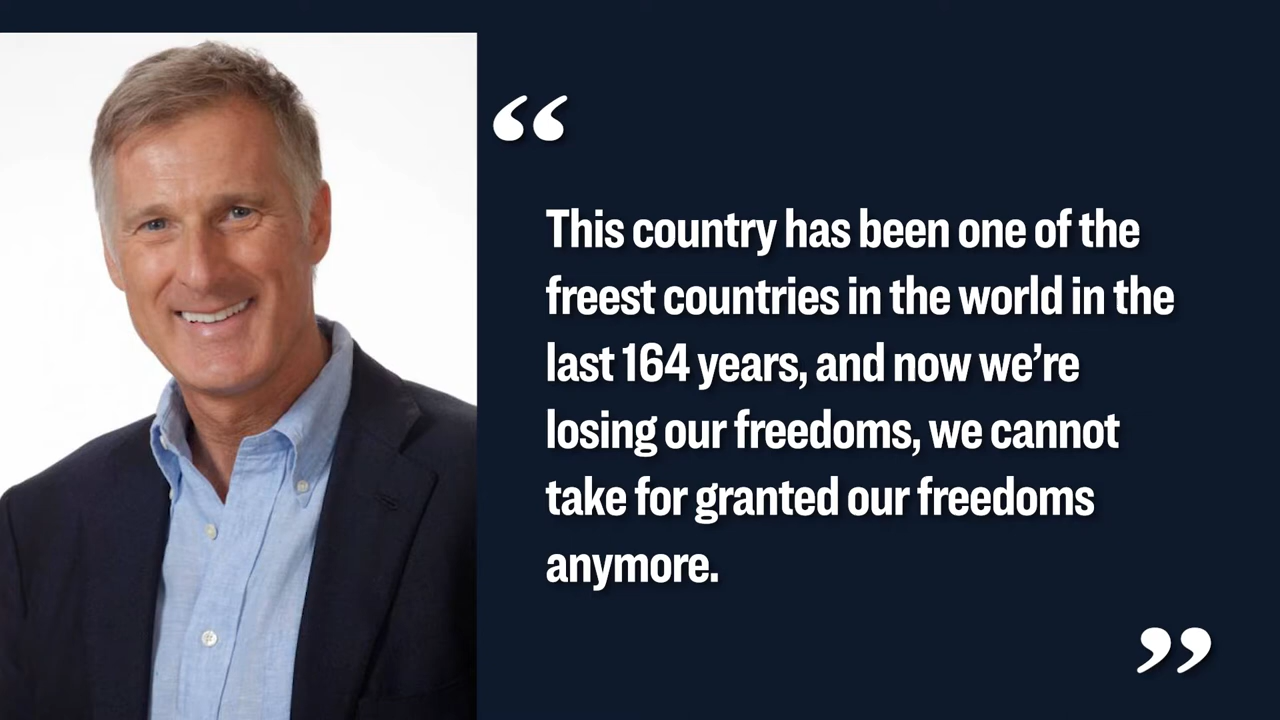 “
This country has been one of the
freest countries in the world in the
last 164 years, and now we’re
losing our freedoms, we cannot
take for granted our freedoms
anymore.
”